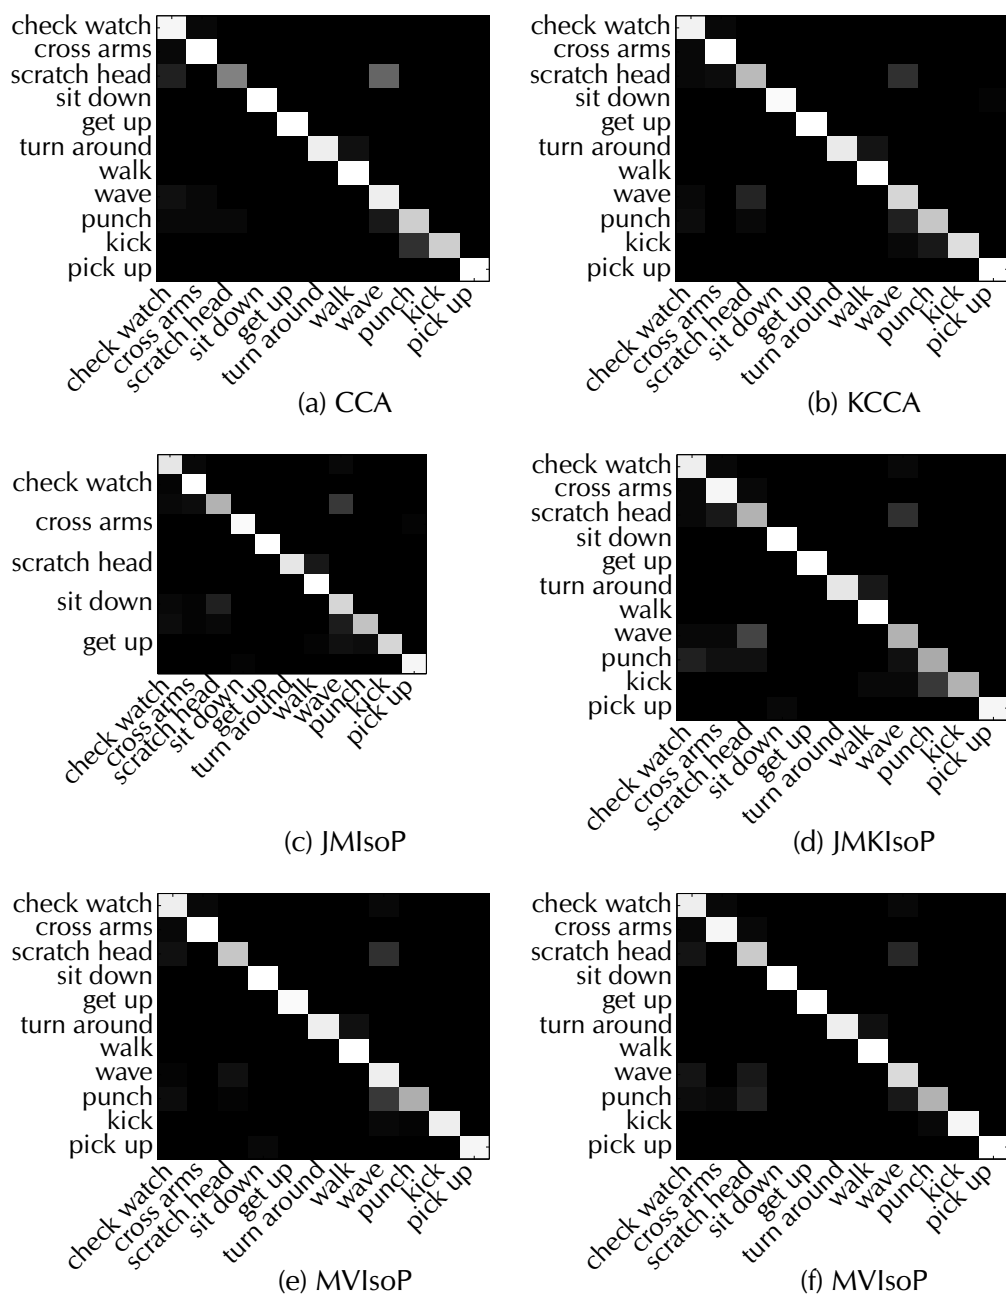 check watch
cross arms
scratch head
sit down
get up
turn around
walk
wave
punch
kick
pick up
check watch
cross arms
scratch head
sit down
get up
turn around
walk
wave
punch
kick
pick up
(a) CCA
check watch
cross arms
scratch head
sit down
get up
turn around
walk
wave
punch
kick
pick up
check watch
cross arms
scratch head
sit down
get up
turn around
walk
wave
punch
kick
pick up
(b) KCCA
check watch
cross arms
scratch head
sit down
get up
check watch
cross arms
scratch head
sit down
get up
turn around
walk
wave
punch
kick
pick up
(c) JMIsoP
check watch
cross arms
scratch head
sit down
get up
turn around
walk
wave
punch
kick
pick up
check watch
cross arms
scratch head
sit down
get up
turn around
walk
wave
punch
kick
pick up
(d) JMKIsoP
check watch
cross arms
scratch head
sit down
get up
turn around
walk
wave
punch
kick
pick up
check watch
cross arms
scratch head
sit down
get up
turn around
walk
wave
punch
kick
pick up
(e) MVIsoP
check watch
cross arms
scratch head
sit down
get up
turn around
walk
wave
punch
kick
pick up
check watch
cross arms
scratch head
sit down
get up
turn around
walk
wave
punch
kick
pick up
(f) MVIsoP